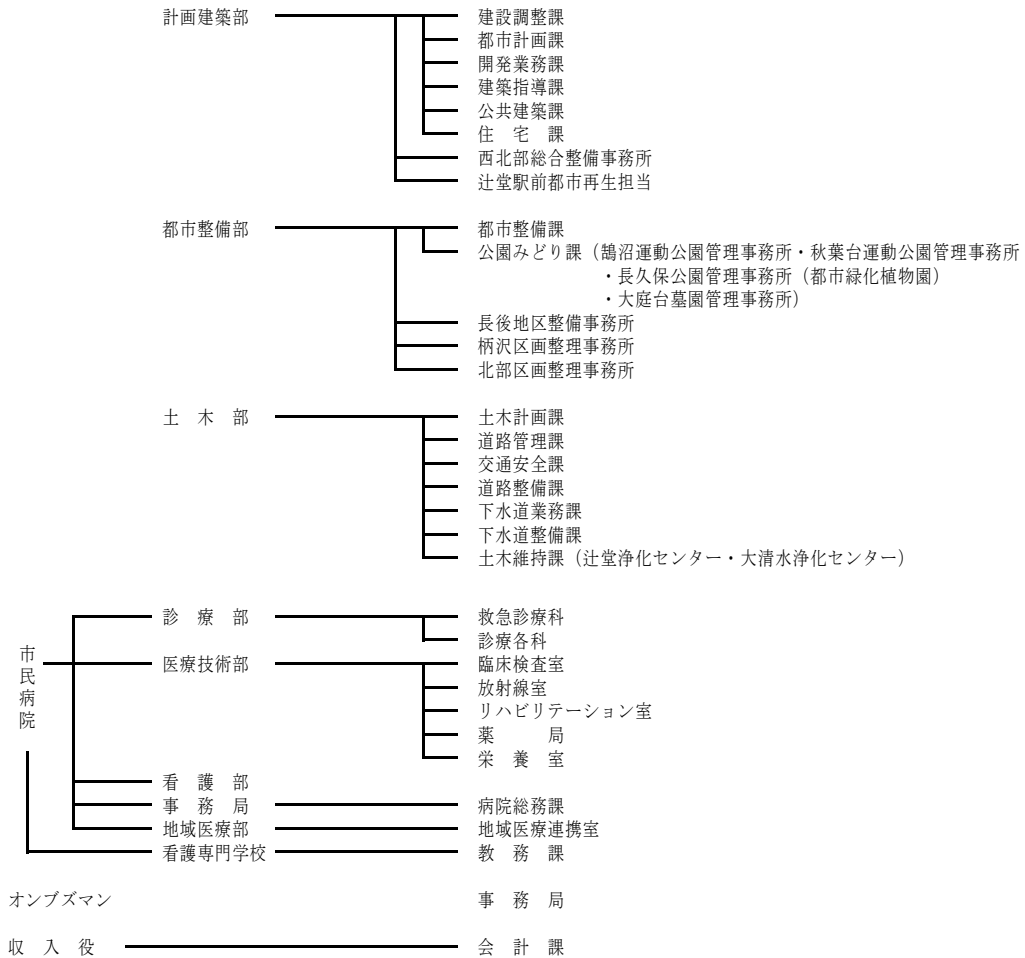 計画建築部 建設調整課
都市計画課
開発業務課
建築指導課
公共建築課
住　宅　課
西北部総合整備事務所
辻堂駅前都市再生担当
都市整備部 都市整備課
公園みどり課（鵠沼運動公園管理事務所・秋葉台運動公園管理事務所
・長久保公園管理事務所（都市緑化植物園）
・大庭台墓園管理事務所）
長後地区整備事務所
柄沢区画整理事務所
北部区画整理事務所
土　木　部 土木計画課
道路管理課
交通安全課
道路整備課
下水道業務課
下水道整備課
土木維持課（辻堂浄化センター・大清水浄化センター）
市民病院
診　療　部 救急診療科
診療各科
医療技術部 臨床検査室
放射線室
リハビリテーション室
薬　　　局
栄　養　室
看　護　部
事　務　局 病院総務課
地域医療部 地域医療連携室
看護専門学校 教　務　課
オンブズマン 事　務　局
収　入　役 会　計　課